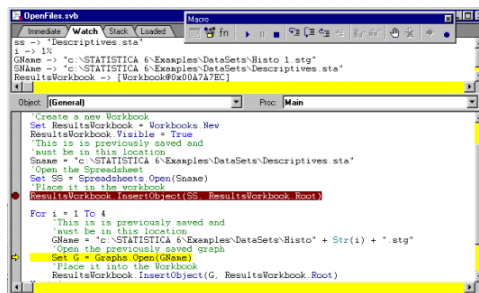 OpenFiles.svb
Macro
Immediate Watch Stack Loaded
ss -> "Descriptives.sta"
i -> 1%
GName -> "c:\STATISTICA 6\Examples\DataSets\Histo 1.stg"
SName -> "c:\STATISTICA 6\Examples\DataSets\Descriptives.sta"
ResultsWorkbook -> [Workbook@0x00A7A7EC]
Object: (General) Proc: Main
'Create a new Workbook
Set ResultsWorkbook = Workbooks.New
ResultsWorkbook.Visible = True
'This is is previously saved and
'must be in this location
Sname = "c:\STATISTICA 6\Examples\DataSets\Descriptives.sta"
'Open the Spreadsheet
Set SS = Spreadsheets.Open(Sname)
'Place it in the workbook
ResultsWorkbook.InsertObject(SS, ResultsWorkbook.Root)
For i = 1 To 4
'This is is previously saved and
'must be in this location
GName = "c:\STATISTICA 6\Examples\DataSets\Histo" + Str(i) + ".stg"
'Open the previously saved graph
Set G = Graphs.Open(GName)
'Place it into the Workbook
ResultsWorkbook.InsertObject(G, ResultsWorkbook.Root)